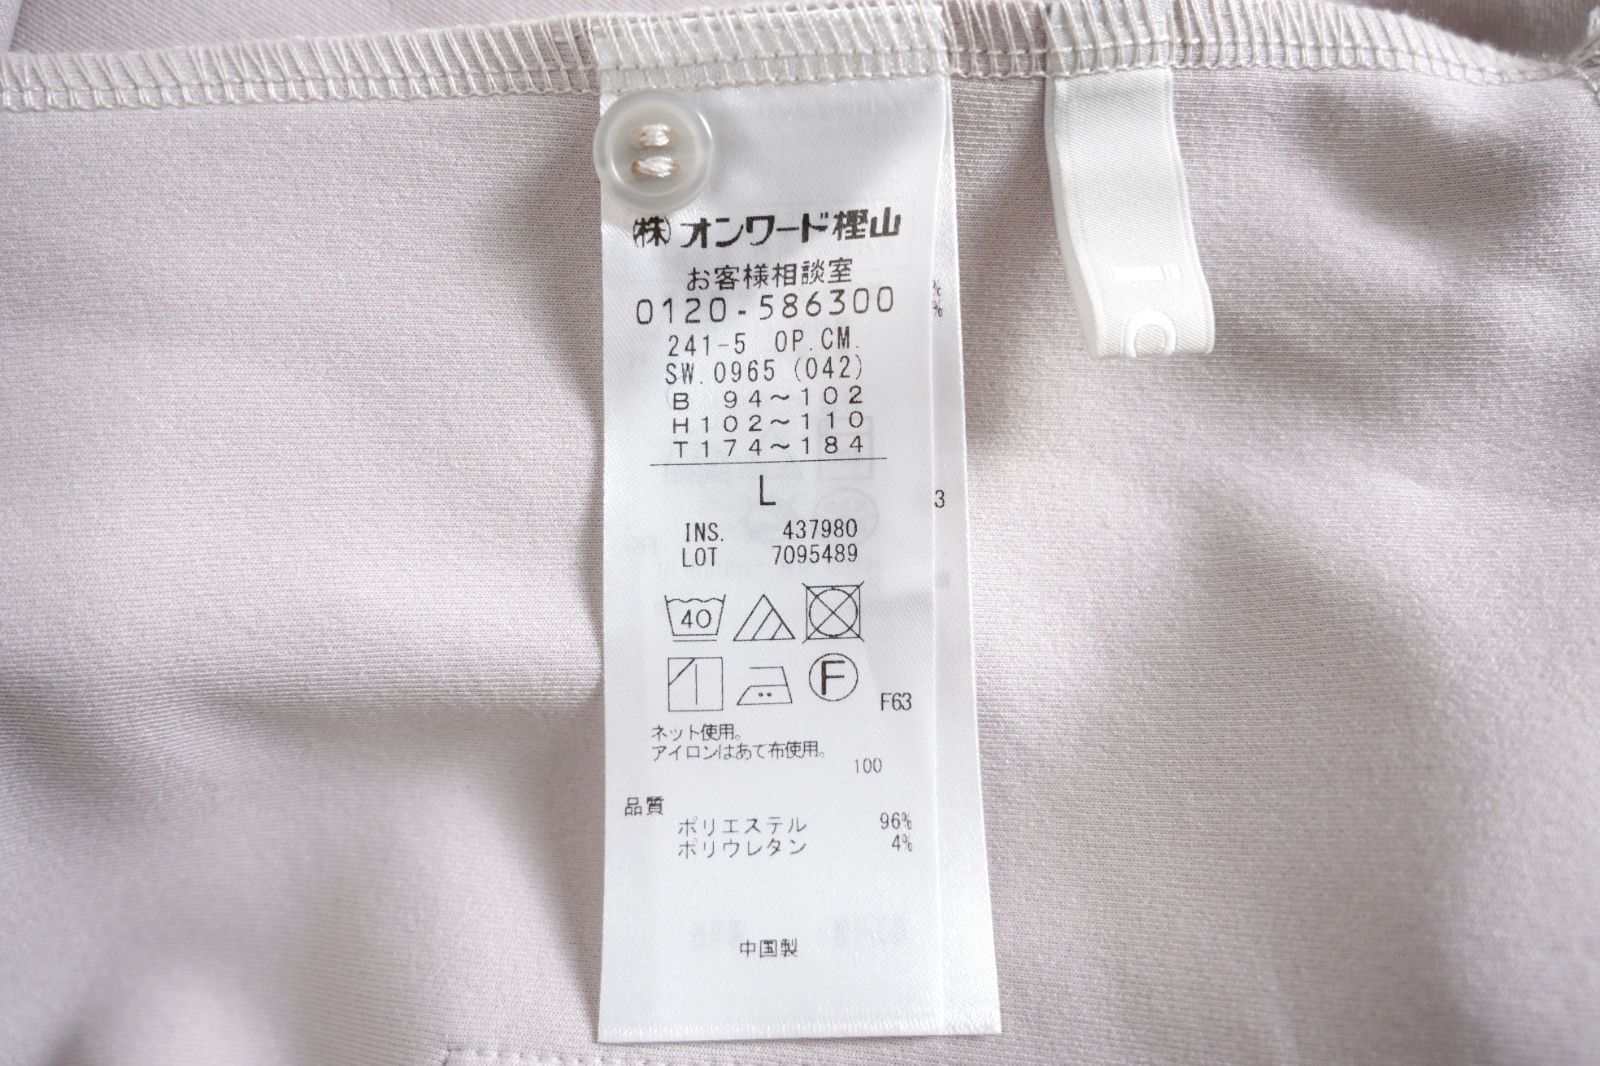 ㈱オンワード樫山
お客様相談室
0120-586300
241-5 OP.CM.
SW.0965 (042)
B 94～102
H102～110
T174～184
L
INS. 437980
LOT 7095489
40
F
F63
ネット使用。
アイロンはあて布使用。
100
品質
ポリエステル 96%
ポリウレタン 4%
中国製
%
%
3
i